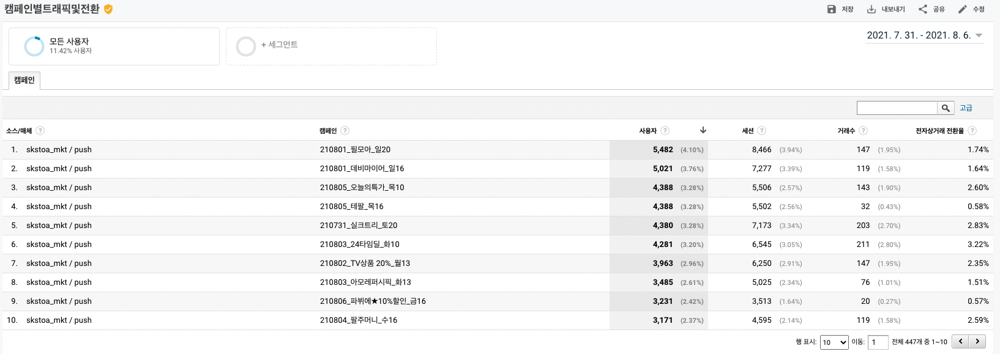 캠페인별트래픽및전환
저장 내보내기 공유 수정
모든 사용자
11.42% 사용자
+ 세그먼트
2021. 7. 31. - 2021. 8. 6.
캠페인
고급
소스/매체 ? 캠페인 ? 사용자 ? ↓ 세션 ? 거래수 ? 전자상거래 전환율 ?
1. skstoa_mkt / push 210801_필모아_일20 5,482 (4.10%) 8,466 (3.94%) 147 (1.95%) 1.74%
2. skstoa_mkt / push 210801_데비마이어_일16 5,021 (3.76%) 7,277 (3.39%) 119 (1.58%) 1.64%
3. skstoa_mkt / push 210805_오늘의특가_목10 4,388 (3.28%) 5,506 (2.57%) 143 (1.90%) 2.60%
4. skstoa_mkt / push 210805_테팔_목16 4,388 (3.28%) 5,502 (2.56%) 32 (0.43%) 0.58%
5. skstoa_mkt / push 210731_실크트리_토20 4,380 (3.28%) 7,173 (3.34%) 203 (2.70%) 2.83%
6. skstoa_mkt / push 210803_24타임딜_화10 4,281 (3.20%) 6,545 (3.05%) 211 (2.80%) 3.22%
7. skstoa_mkt / push 210802_TV상품 20%_월13 3,963 (2.96%) 6,250 (2.91%) 147 (1.95%) 2.35%
8. skstoa_mkt / push 210803_아모레퍼시픽_화13 3,485 (2.61%) 5,025 (2.34%) 76 (1.01%) 1.51%
9. skstoa_mkt / push 210806_파뷔에★10%할인_금16 3,231 (2.42%) 3,513 (1.64%) 20 (0.27%) 0.57%
10. skstoa_mkt / push 210804_팔주머니_수16 3,171 (2.37%) 4,595 (2.14%) 119 (1.58%) 2.59%
행 표시: 10 이동: 1 전체 447개 중 1~10